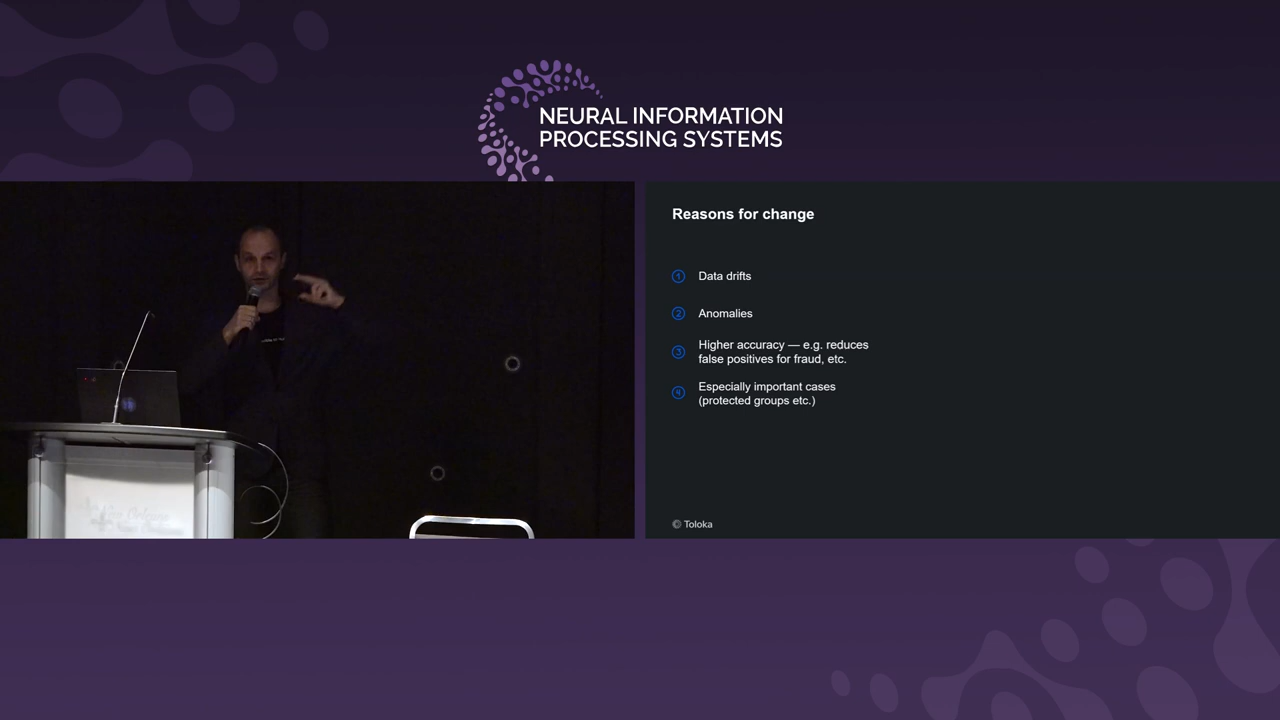 NEURAL INFORMATION
PROCESSING SYSTEMS
Reasons for change
1 Data drifts
2 Anomalies
3 Higher accuracy — e.g. reduces
false positives for fraud, etc.
4 Especially important cases
(protected groups etc.)
Toloka